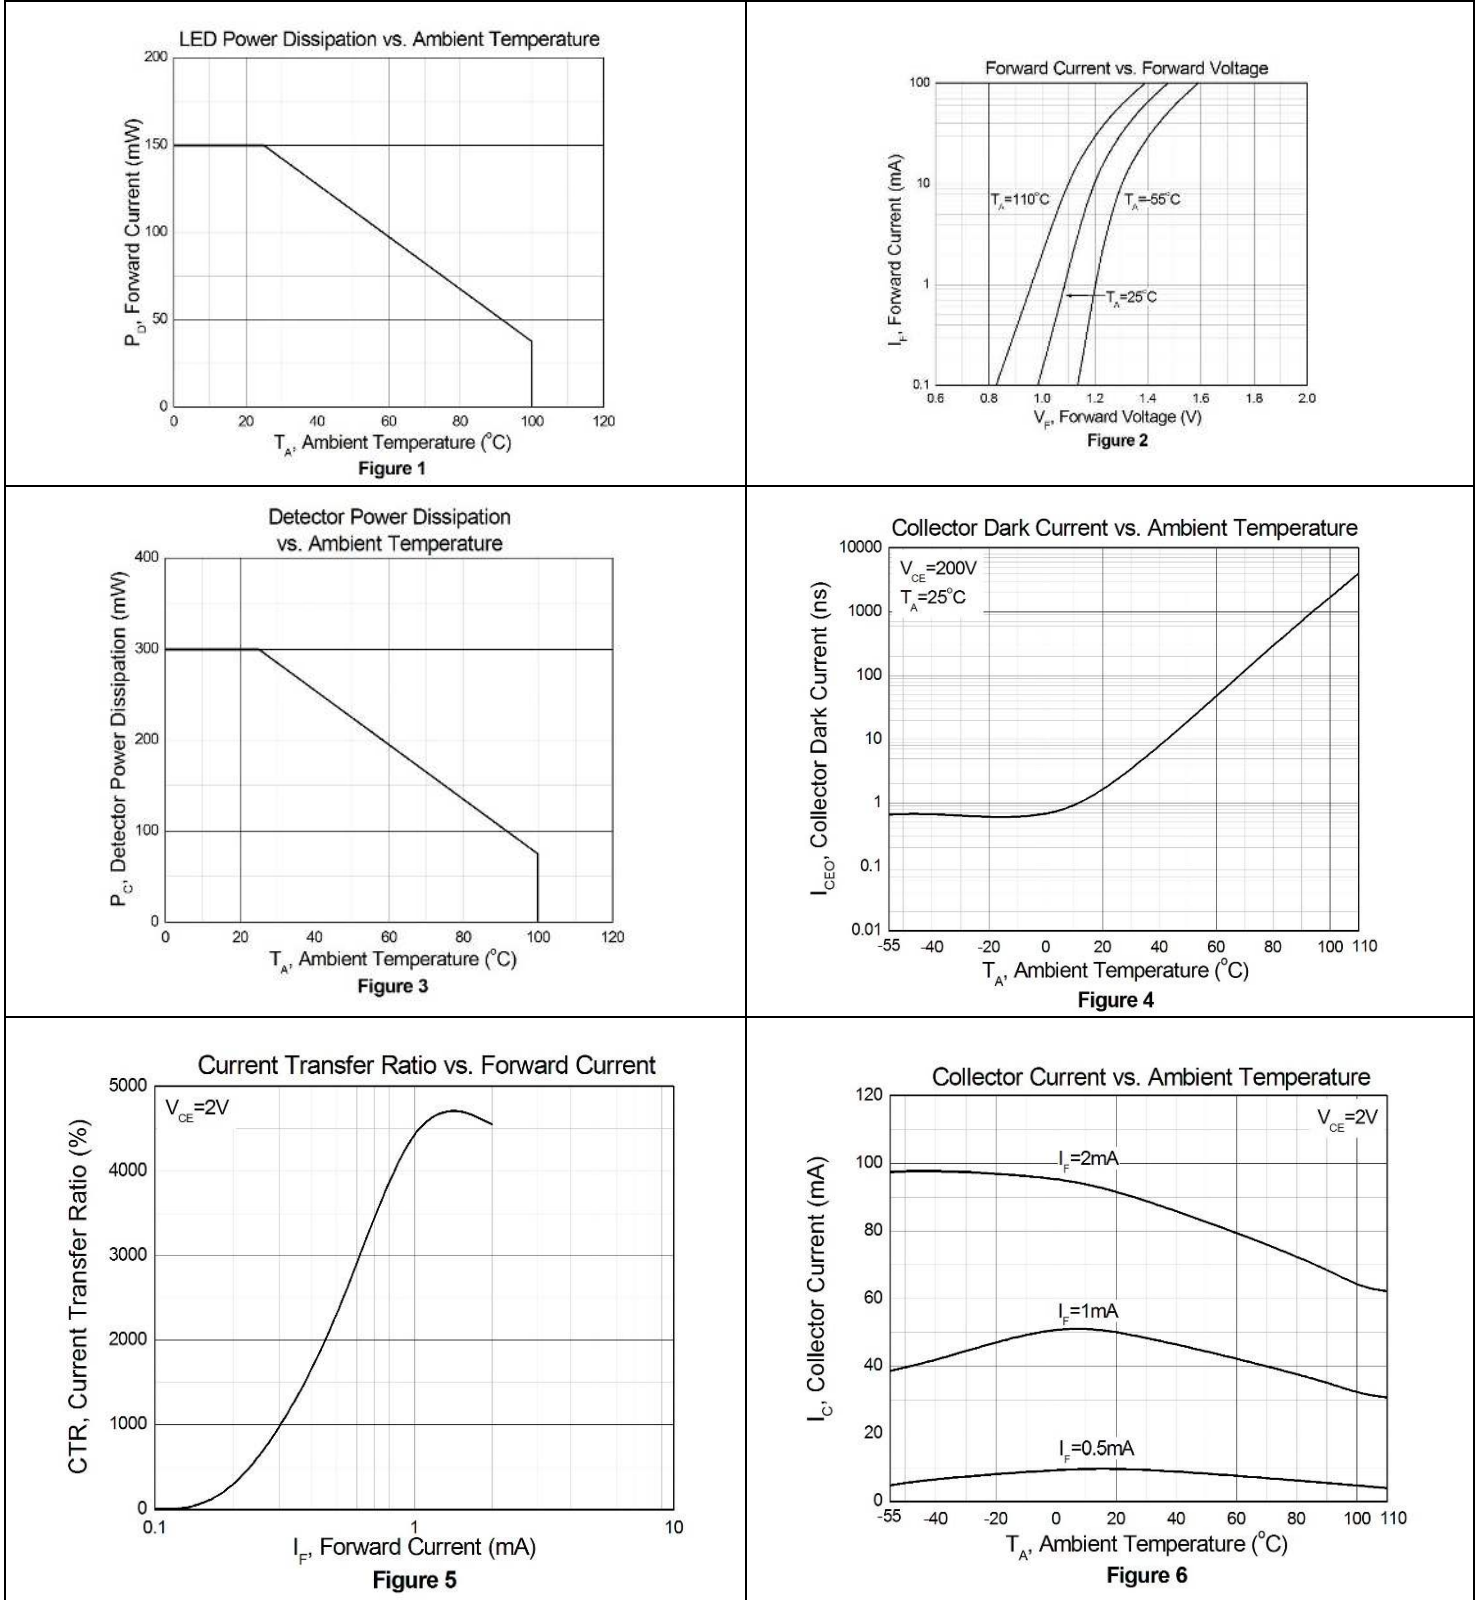 LED Power Dissipation vs. Ambient Temperature
200
150
100
50
0
P_D, Forward Current (mW)
0 20 40 60 80 100 120
T_A, Ambient Temperature (°C)
Figure 1
Forward Current vs. Forward Voltage
100
10
1
0.1
I_F, Forward Current (mA)
T_A=110°C
T_A=-55°C
T_A=25°C
0.6 0.8 1.0 1.2 1.4 1.6 1.8 2.0
V_F, Forward Voltage (V)
Figure 2
Detector Power Dissipation
vs. Ambient Temperature
400
300
200
100
0
P_C, Detector Power Dissipation (mW)
0 20 40 60 80 100 120
T_A, Ambient Temperature (°C)
Figure 3
Collector Dark Current vs. Ambient Temperature
10000
1000
100
10
1
0.1
0.01
I_CEO, Collector Dark Current (ns)
V_CE=200V
T_A=25°C
-55 -40 -20 0 20 40 60 80 100 110
T_A, Ambient Temperature (°C)
Figure 4
Current Transfer Ratio vs. Forward Current
5000
4000
3000
2000
1000
0
CTR, Current Transfer Ratio (%)
V_CE=2V
0.1 1 10
I_F, Forward Current (mA)
Figure 5
Collector Current vs. Ambient Temperature
120
100
80
60
40
20
0
I_C, Collector Current (mA)
V_CE=2V
I_F=2mA
I_F=1mA
I_F=0.5mA
-55 -40 -20 0 20 40 60 80 100 110
T_A, Ambient Temperature (°C)
Figure 6